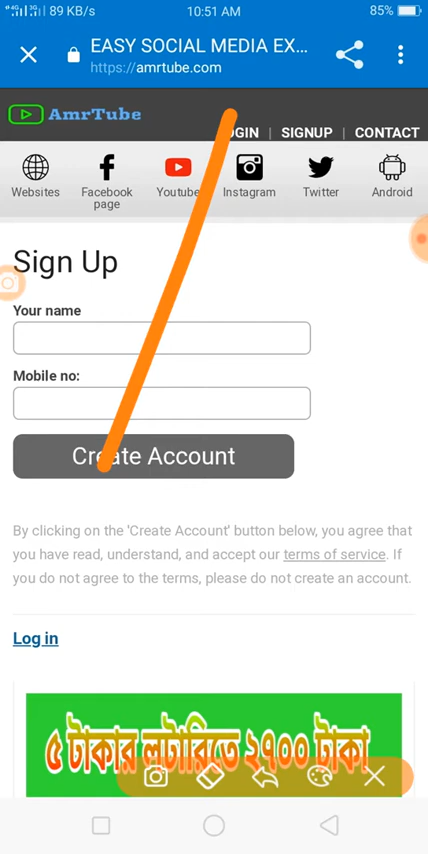 4G 3G 89 KB/s 10:51 AM 85%
EASY SOCIAL MEDIA EX...
https://amrtube.com
AmrTube
OGIN | SIGNUP | CONTACT
Websites Facebook page Youtube Instagram Twitter Android
Sign Up
Your name
Mobile no:
Create Account
By clicking on the 'Create Account' button below, you agree that
you have read, understand, and accept our terms of service. If
you do not agree to the terms, please do not create an account.
Log in
৫ টাকার লটারিতে ২৭০০ টাকা